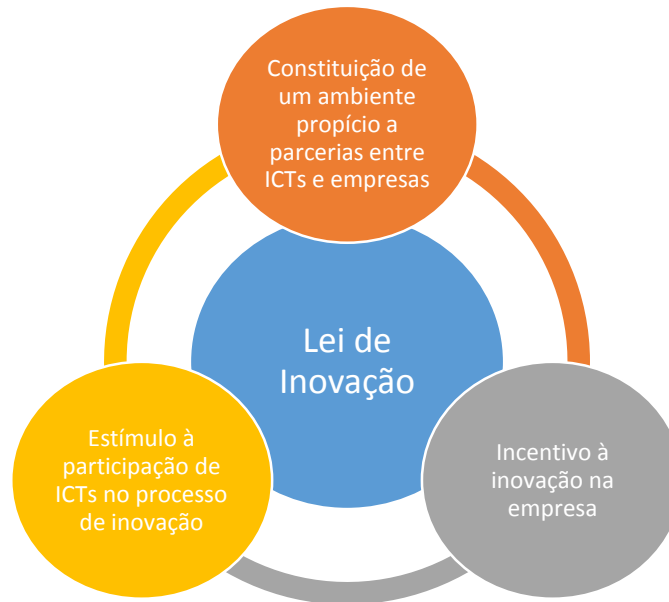 Constituição de
um ambiente
propício a
parcerias entre
ICTs e empresas
Lei de
Inovação
Estímulo à
participação de
ICTs no processo
de inovação
Incentivo à
inovação na
empresa